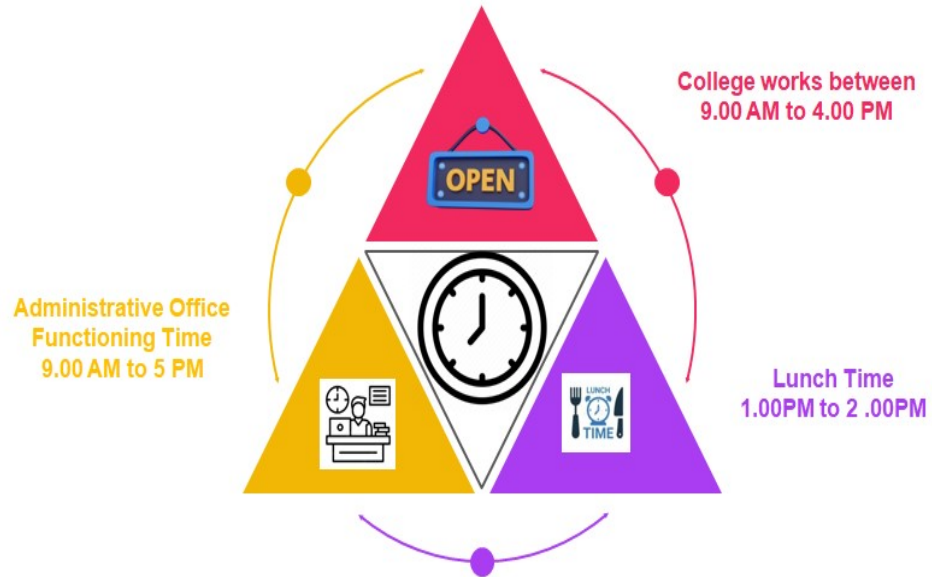 College works between
9.00 AM to 4.00 PM
OPEN
Administrative Office
Functioning Time
9.00 AM to 5 PM
Lunch Time
1.00PM to 2 .00PM
LUNCH
TIME